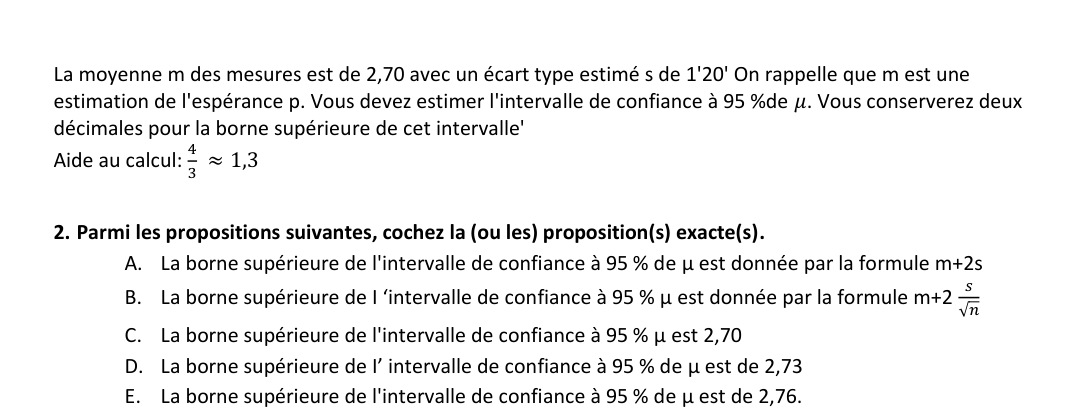 La moyenne m des mesures est de 2,70 avec un écart type estimé s de 1'20' On rappelle que m est une
estimation de l'espérance p. Vous devez estimer l'intervalle de confiance à 95 %de μ. Vous conserverez deux
décimales pour la borne supérieure de cet intervalle'
Aide au calcul: 4/3 ≈ 1,3
2. Parmi les propositions suivantes, cochez la (ou les) proposition(s) exacte(s).
A. La borne supérieure de l'intervalle de confiance à 95 % de μ est donnée par la formule m+2s
B. La borne supérieure de I ‘intervalle de confiance à 95 % μ est donnée par la formule m+2 s/√n
C. La borne supérieure de l'intervalle de confiance à 95 % μ est 2,70
D. La borne supérieure de I’ intervalle de confiance à 95 % de μ est de 2,73
E. La borne supérieure de l'intervalle de confiance à 95 % de μ est de 2,76.